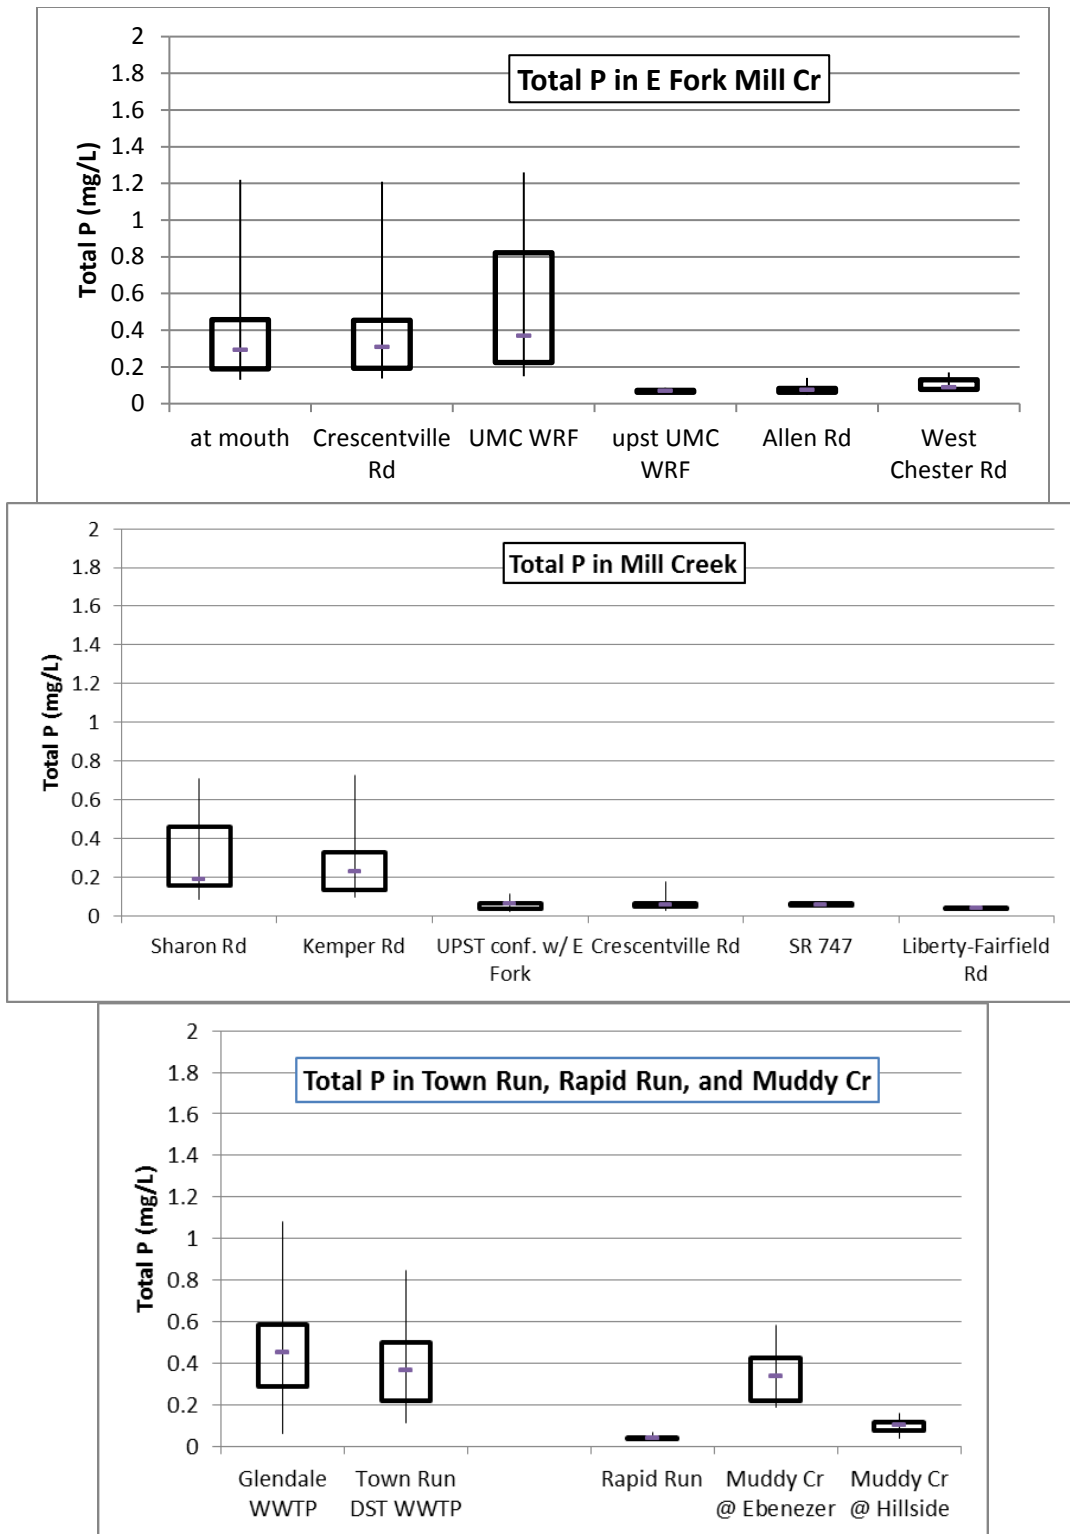 Total P in E Fork Mill Cr
Total P (mg/L)
2
1.8
1.6
1.4
1.2
1
0.8
0.6
0.4
0.2
0
at mouth Crescentville UMC WRF upst UMC Allen Rd West
Rd WRF Chester Rd
Total P in Mill Creek
Total P (mg/L)
2
1.8
1.6
1.4
1.2
1
0.8
0.6
0.4
0.2
0
Sharon Rd Kemper Rd UPST conf. w/ E Crescentville Rd SR 747 Liberty-Fairfield
Fork Rd
Total P in Town Run, Rapid Run, and Muddy Cr
Total P (mg/L)
2
1.8
1.6
1.4
1.2
1
0.8
0.6
0.4
0.2
0
Glendale Town Run Rapid Run Muddy Cr Muddy Cr
WWTP DST WWTP @ Ebenezer @ Hillside